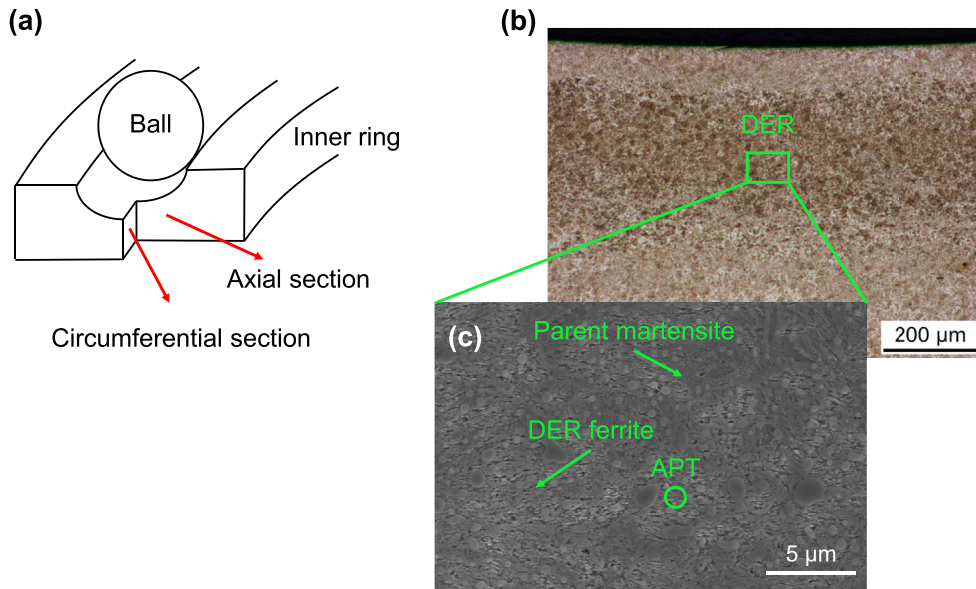 (a)
Ball
Inner ring
Axial section
Circumferential section
(b)
DER
200 μm
(c)
Parent martensite
DER ferrite
APT
5 μm